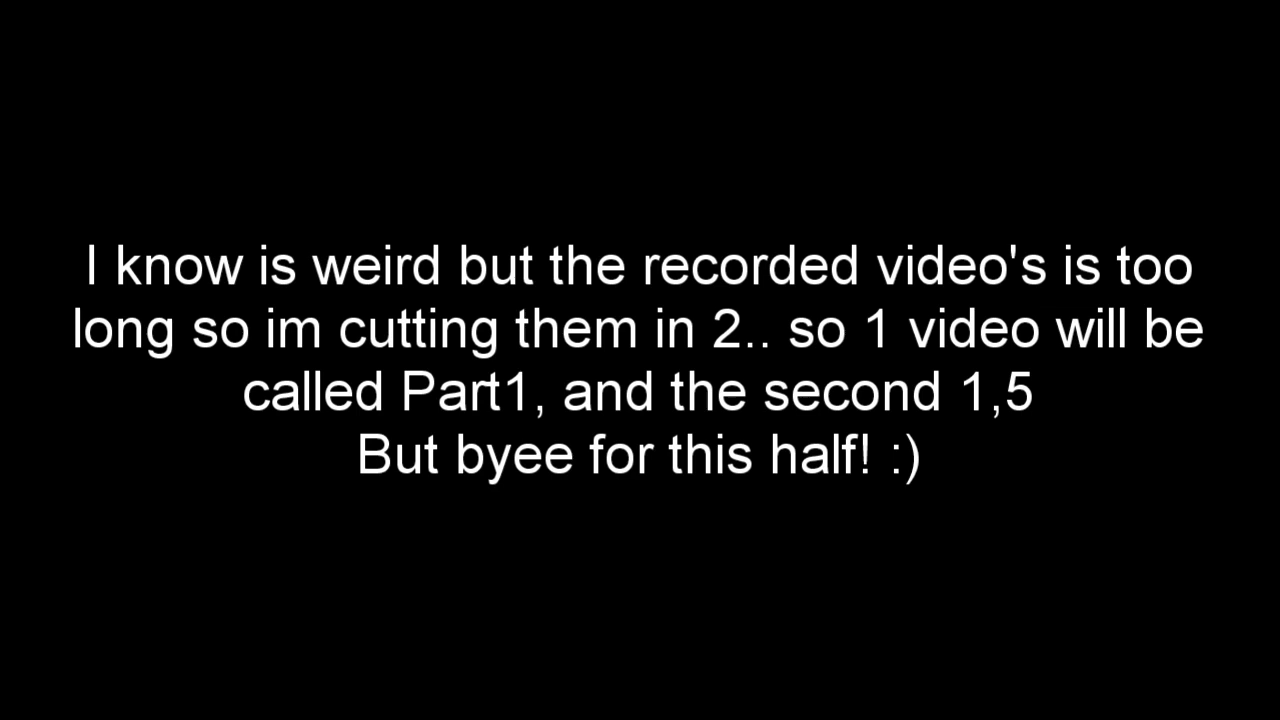 I know is weird but the recorded video's is too
long so im cutting them in 2.. so 1 video will be
called Part1, and the second 1,5
But byee for this half! :)